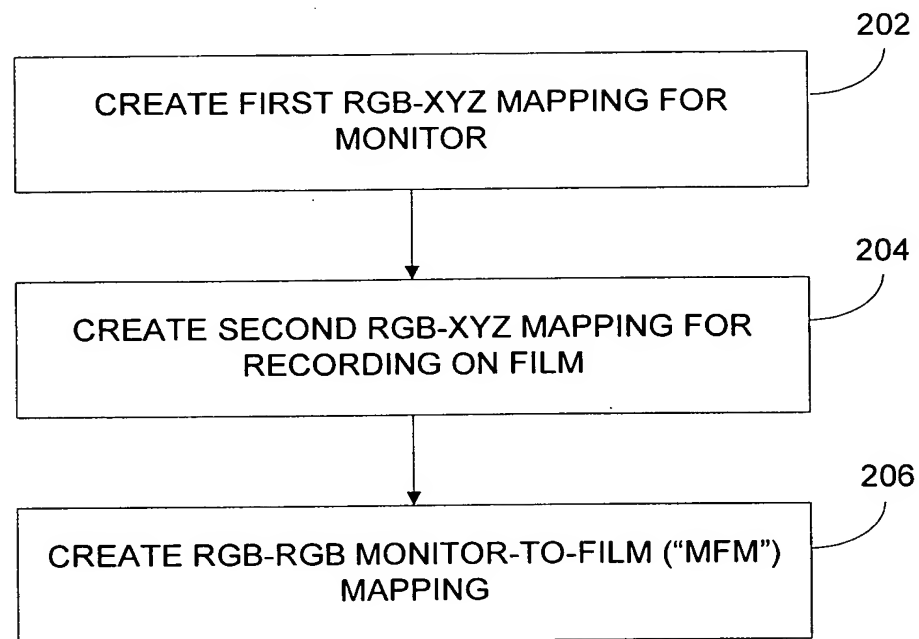 202
CREATE FIRST RGB-XYZ MAPPING FOR
MONITOR
204
CREATE SECOND RGB-XYZ MAPPING FOR
RECORDING ON FILM
206
CREATE RGB-RGB MONITOR-TO-FILM (“MFM”)
MAPPING